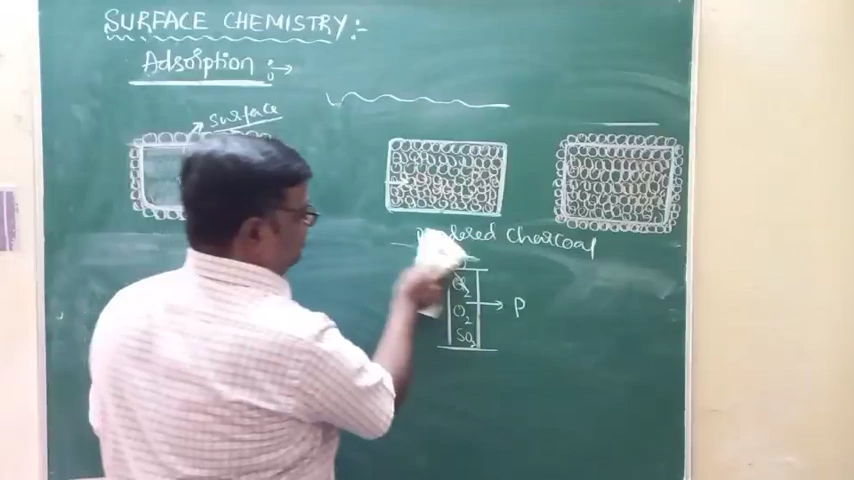 SURFACE CHEMISTRY:-
Adsorption :→
surface
Charcoal
O2 → P
SO2